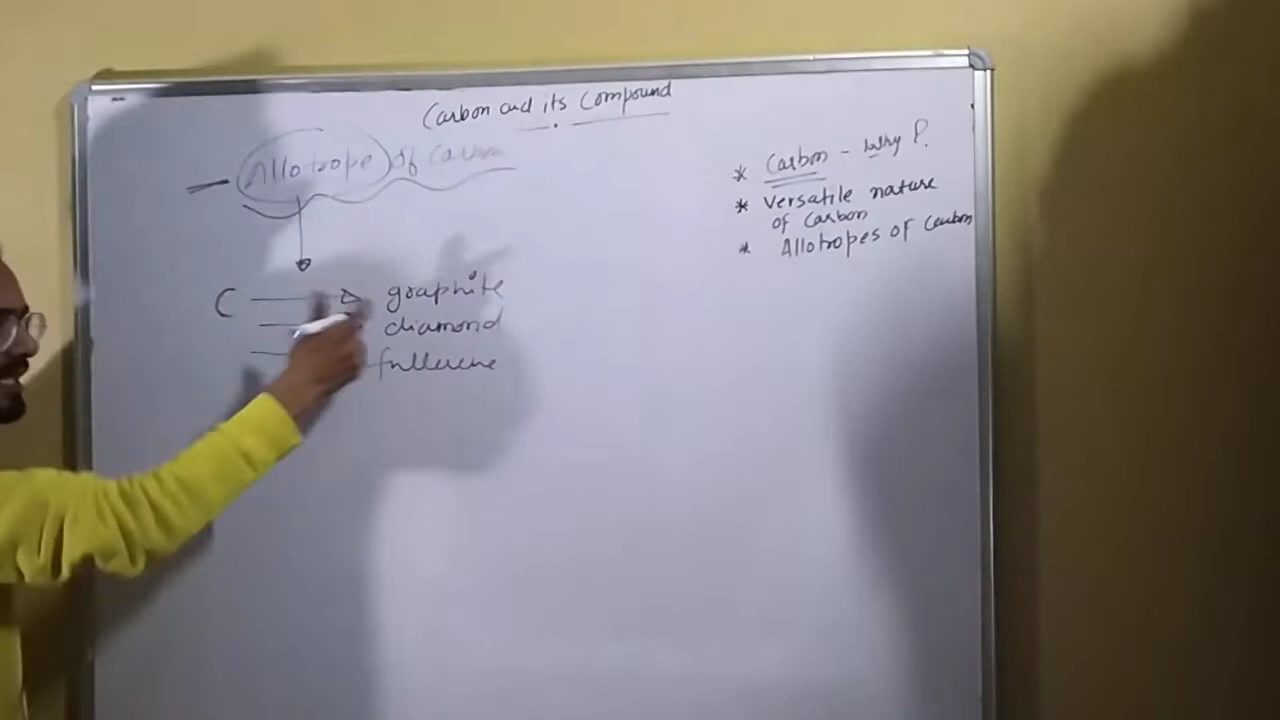 Carbon and its Compound
Allotrope of Carbon
C graphite
diamond
fullerene
* Carbon - Why ?
* Versatile nature
of Carbon
* Allotropes of Carbon